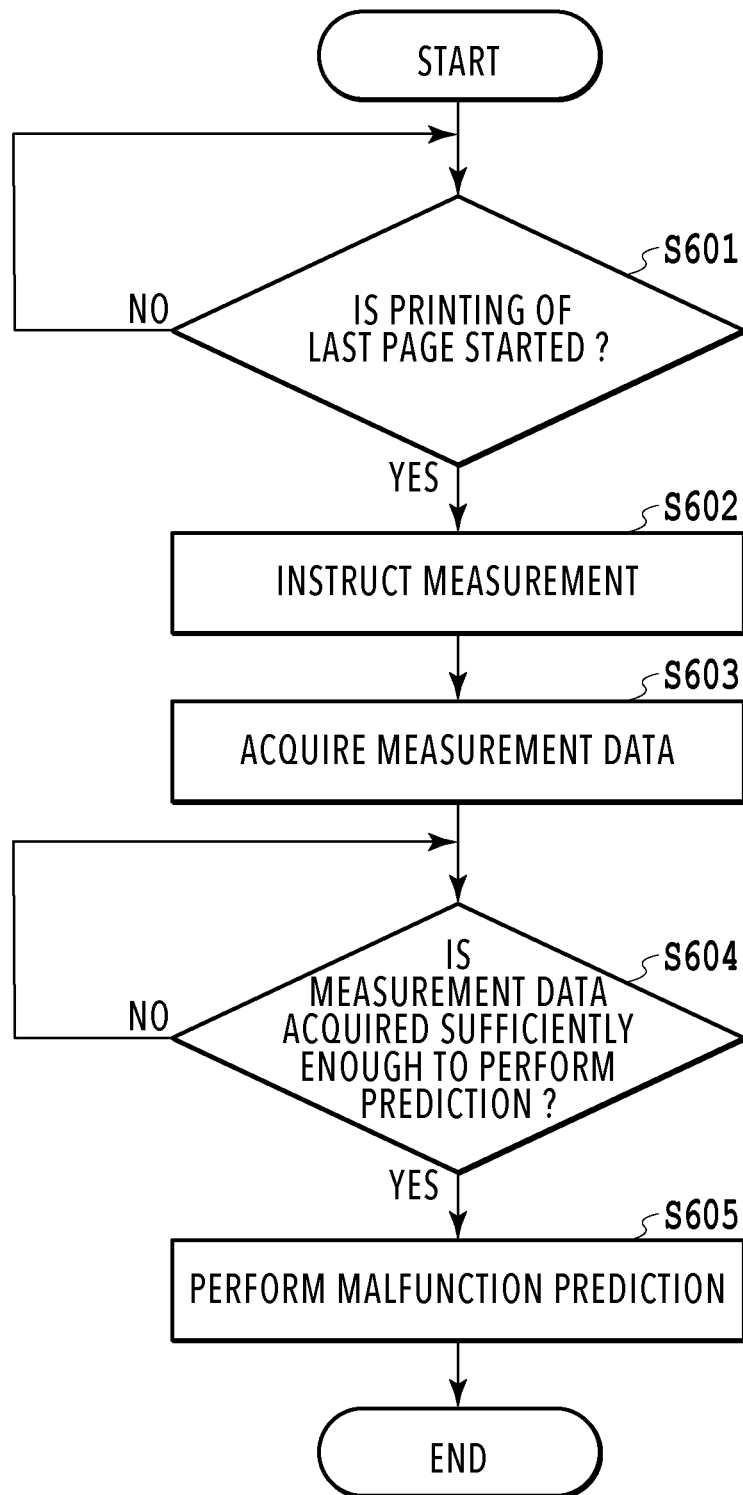 START
S601
IS PRINTING OF
LAST PAGE STARTED ?
NO
YES
S602
INSTRUCT MEASUREMENT
S603
ACQUIRE MEASUREMENT DATA
S604
IS
MEASUREMENT DATA
ACQUIRED SUFFICIENTLY
ENOUGH TO PERFORM
PREDICTION ?
NO
YES
S605
PERFORM MALFUNCTION PREDICTION
END